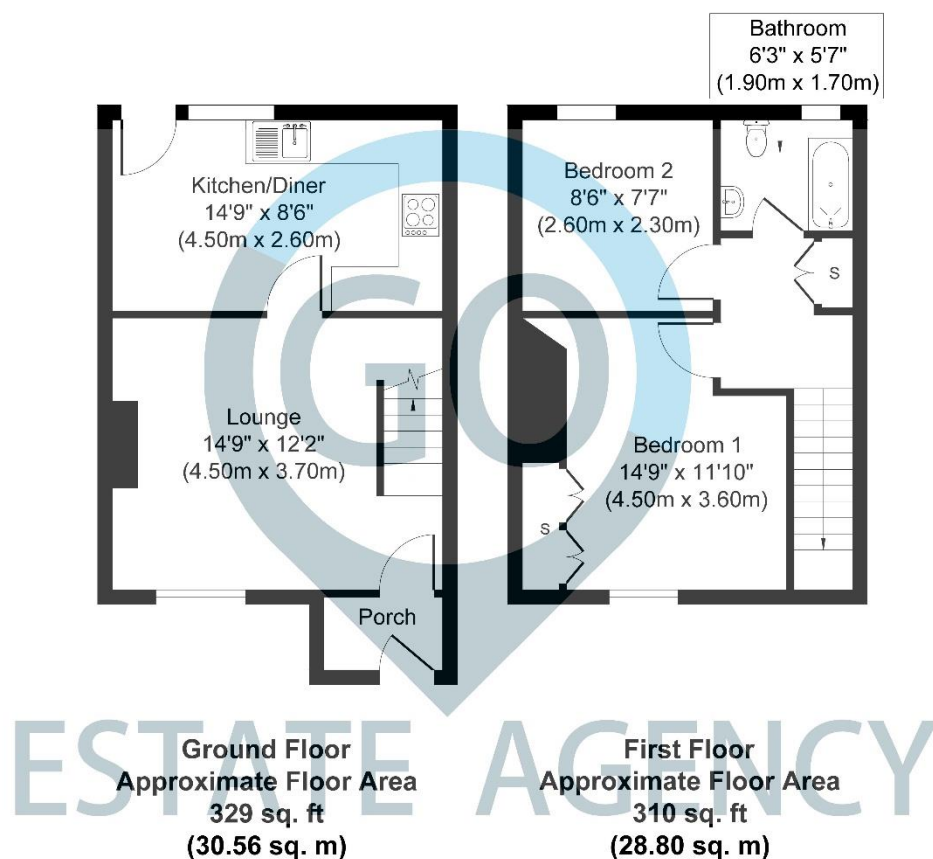 Bathroom
6'3" x 5'7"
(1.90m x 1.70m)
Kitchen/Diner
14'9" x 8'6"
(4.50m x 2.60m)
Bedroom 2
8'6" x 7'7"
(2.60m x 2.30m)
S
GO
Lounge
14'9" x 12'2"
(4.50m x 3.70m)
Bedroom 1
14'9" x 11'10"
(4.50m x 3.60m)
S
Porch
ESTATE AGENCY
Ground Floor
Approximate Floor Area
329 sq. ft
(30.56 sq. m)
First Floor
Approximate Floor Area
310 sq. ft
(28.80 sq. m)